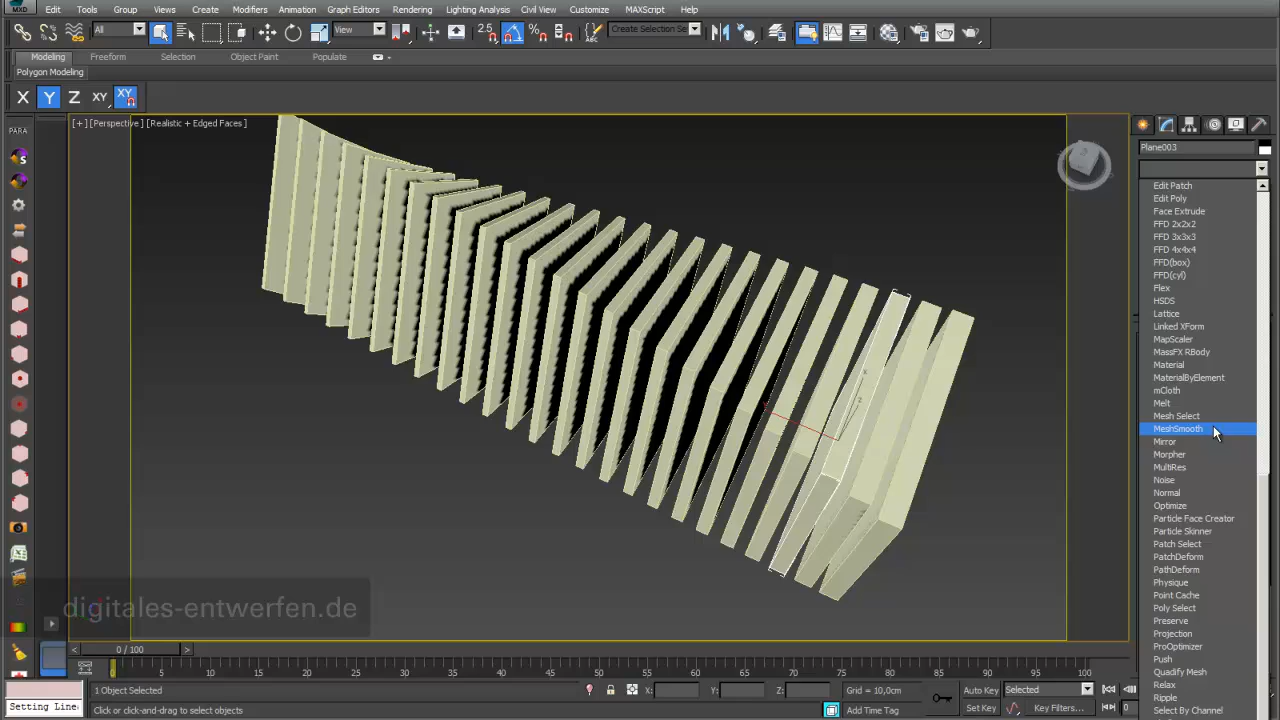 MXD
Edit Tools Group Views Create Modifiers Animation Graph Editors Rendering Lighting Analysis Civil View Customize MAXScript Help
All View 2.5 Create Selection Se
Modeling Freeform Selection Object Paint Populate
Polygon Modeling
X Y Z XY XY
[+] [Perspective] [Realistic + Edged Faces]
PARA
Plane003
Edit Patch
Edit Poly
Face Extrude
FFD 2x2x2
FFD 3x3x3
FFD 4x4x4
FFD(box)
FFD(cyl)
Flex
HSDS
Lattice
Linked XForm
MapScaler
MassFX RBody
Material
MaterialByElement
mCloth
Melt
Mesh Select
MeshSmooth
Mirror
Morpher
MultiRes
Noise
Normal
Optimize
Particle Face Creator
Particle Skinner
Patch Select
PatchDeform
PathDeform
Physique
Point Cache
Poly Select
Preserve
Projection
ProOptimizer
Push
Quadify Mesh
Relax
Ripple
Select By Channel
digitales-entwerfen.de
< 0 / 100 >
0 5 10 15 20 25 30 35 40 45 50 55 60 65 70 75 80 85 90 95 100
1 Object Selected X: Y: Z: Grid = 10,0cm Auto Key Selected
Setting Line: Click or click-and-drag to select objects Add Time Tag Set Key Key Filters... 0